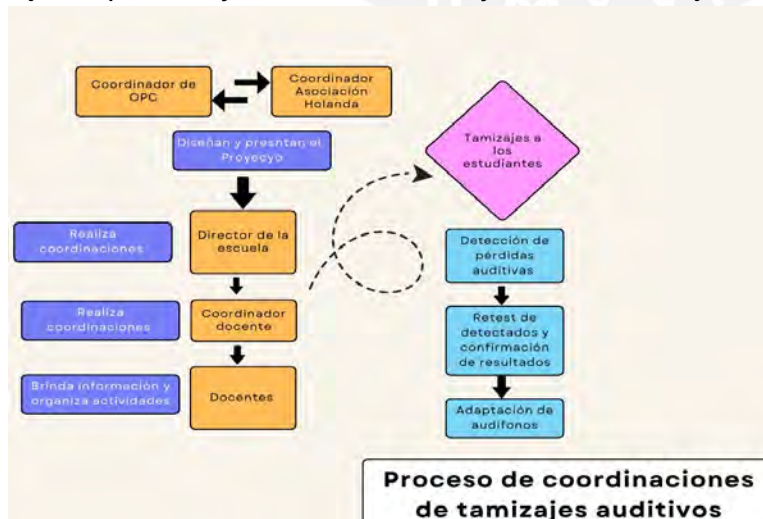 Coordinador de
OPC
Coordinador
Asociación
Holanda
Diseñan y presntan el
Proyecyo
Tamizajes a
los
estudiantes
Realiza
coordinaciones
Director de la
escuela
Detección de
pérdidas
auditivas
Realiza
coordinaciones
Coordinador
docente
Retest de
detectados y
confirmación
de resultados
Brinda información y
organiza actividades
Docentes
Adaptación de
audífonos
Proceso de coordinaciones
de tamizajes auditivos